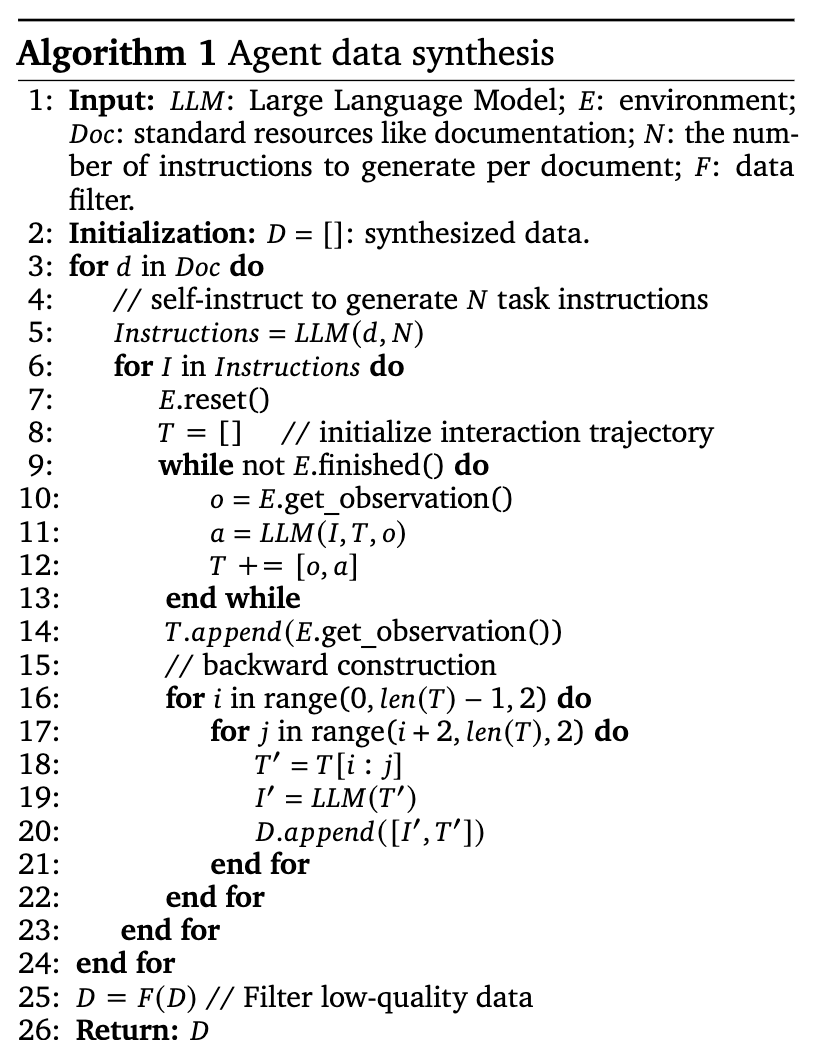 Algorithm 1 Agent data synthesis
1: Input: LLM: Large Language Model; E: environment;
Doc: standard resources like documentation; N: the num-
ber of instructions to generate per document; F: data
filter.
2: Initialization: D = []: synthesized data.
3: for d in Doc do
4: // self-instruct to generate N task instructions
5: Instructions = LLM(d, N)
6: for I in Instructions do
7: E.reset()
8: T = [] // initialize interaction trajectory
9: while not E.finished() do
10: o = E.get_observation()
11: a = LLM(I, T, o)
12: T += [o, a]
13: end while
14: T.append(E.get_observation())
15: // backward construction
16: for i in range(0, len(T) − 1, 2) do
17: for j in range(i + 2, len(T), 2) do
18: T′ = T[i : j]
19: I′ = LLM(T′)
20: D.append([I′, T′])
21: end for
22: end for
23: end for
24: end for
25: D = F(D) // Filter low-quality data
26: Return: D